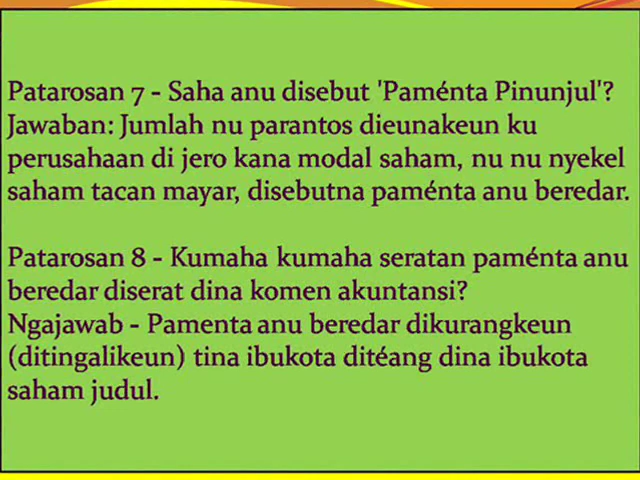 Patarosan 7 - Saha anu disebut 'Paménta Pinunjul'?
Jawaban: Jumlah nu parantos dieunakeun ku
perusahaan di jero kana modal saham, nu nu nyekel
saham tacan mayar, disebutna paménta anu beredar.
Patarosan 8 - Kumaha kumaha seratan paménta anu
beredar diserat dina komen akuntansi?
Ngajawab - Pamenta anu beredar dikurangkeun
(ditingalikeun) tina ibukota ditéang dina ibukota
saham judul.